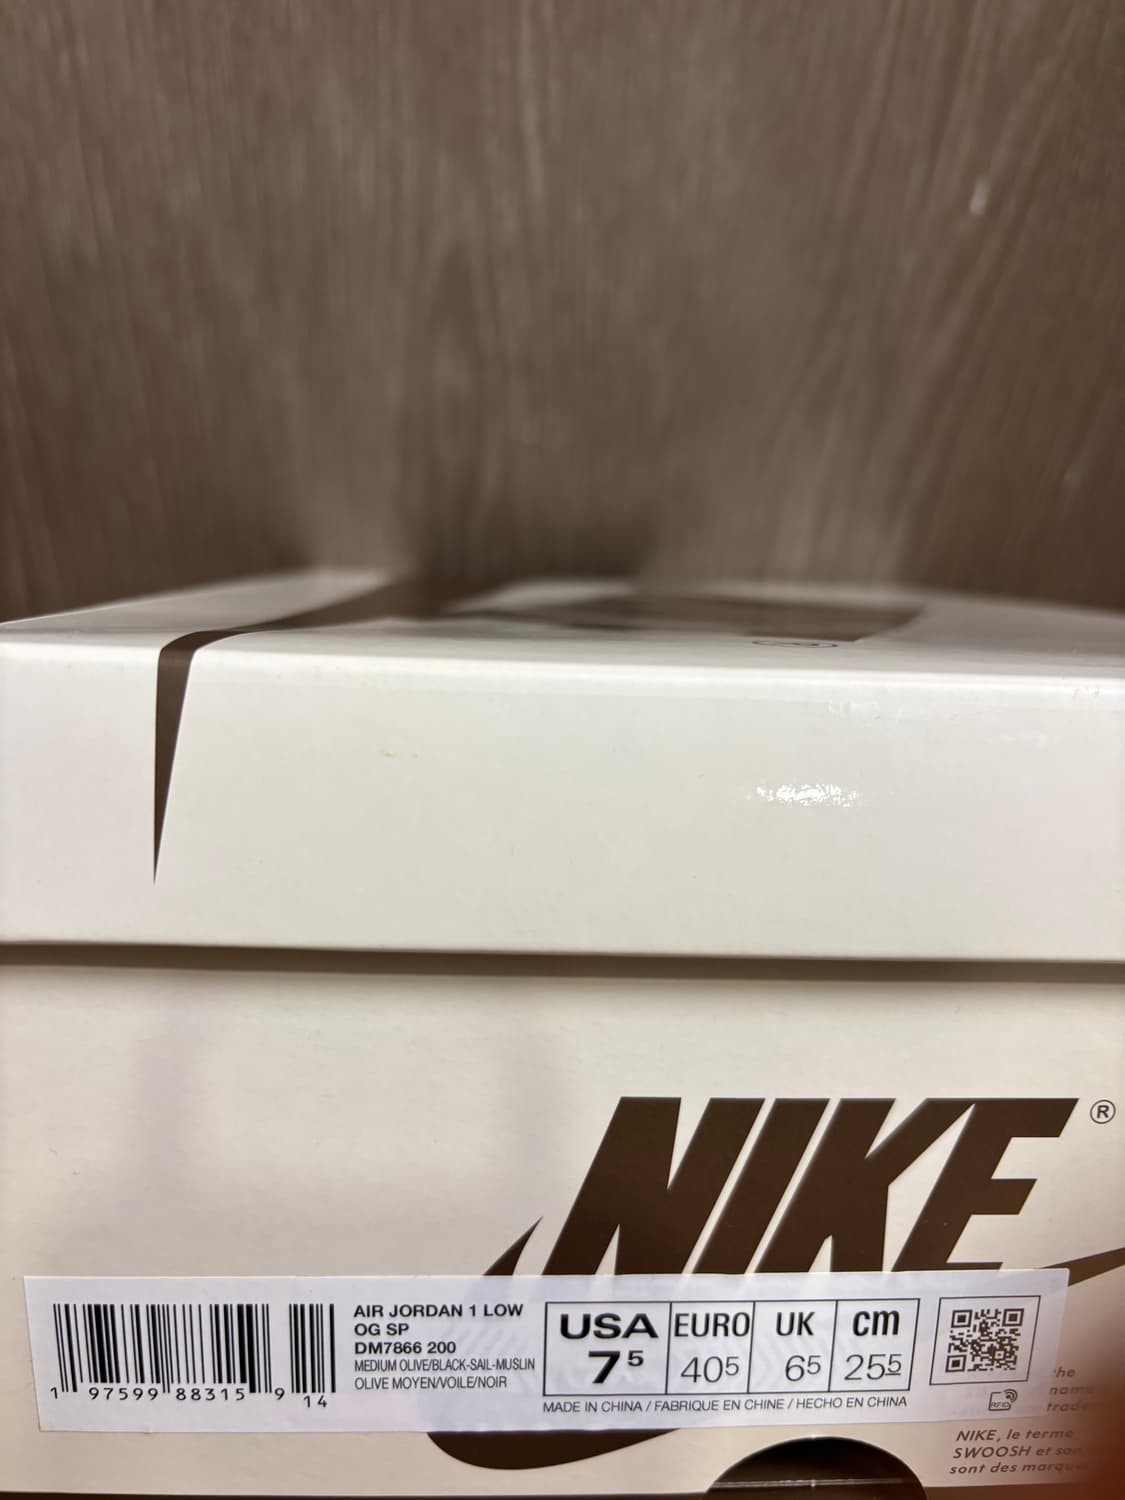 NIKE ®
AIR JORDAN 1 LOW
OG SP
DM7866 200
MEDIUM OLIVE/BLACK-SAIL-MUSLIN
OLIVE MOYEN/VOILE/NOIR
1 97599 88315 9 14
USA EURO UK cm
7⁵ 40⁵ 6⁵ 25⁵
MADE IN CHINA / FABRIQUE EN CHINE / HECHO EN CHINA
RFID
NIKE, le terme
SWOOSH et
sont des